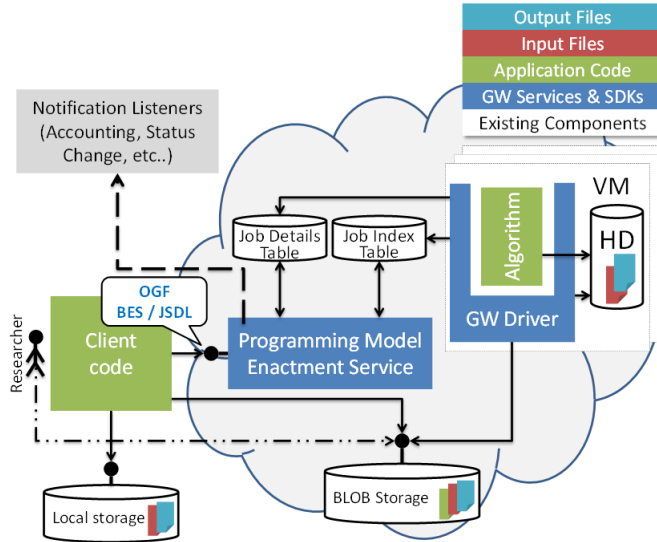 Output Files
Input Files
Application Code
GW Services & SDKs
Existing Components
Notification Listeners
(Accounting, Status
Change, etc..)
VM
HD
Algorithm
GW Driver
Job Details
Table
Job Index
Table
OGF
BES / JSDL
Researcher
Client
code
Programming Model
Enactment Service
Local storage
BLOB Storage